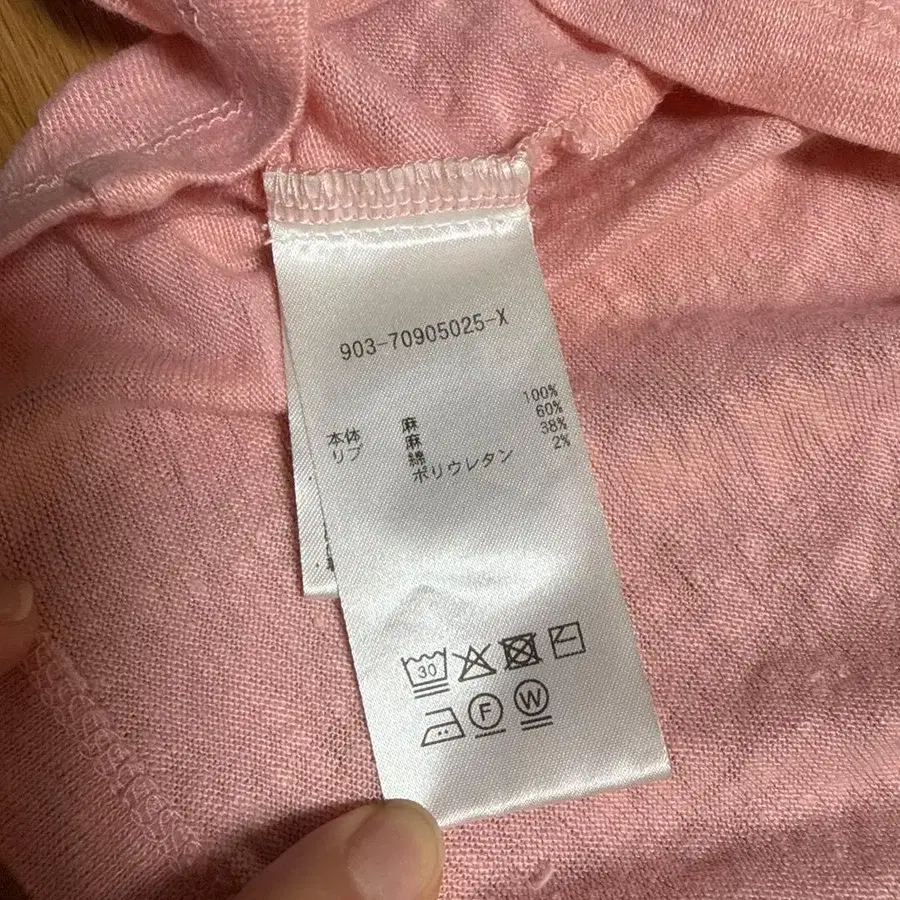 903-70905025-X
本体 麻 100%
リブ 麻 60%
綿 38%
ポリウレタン 2%
30
F W